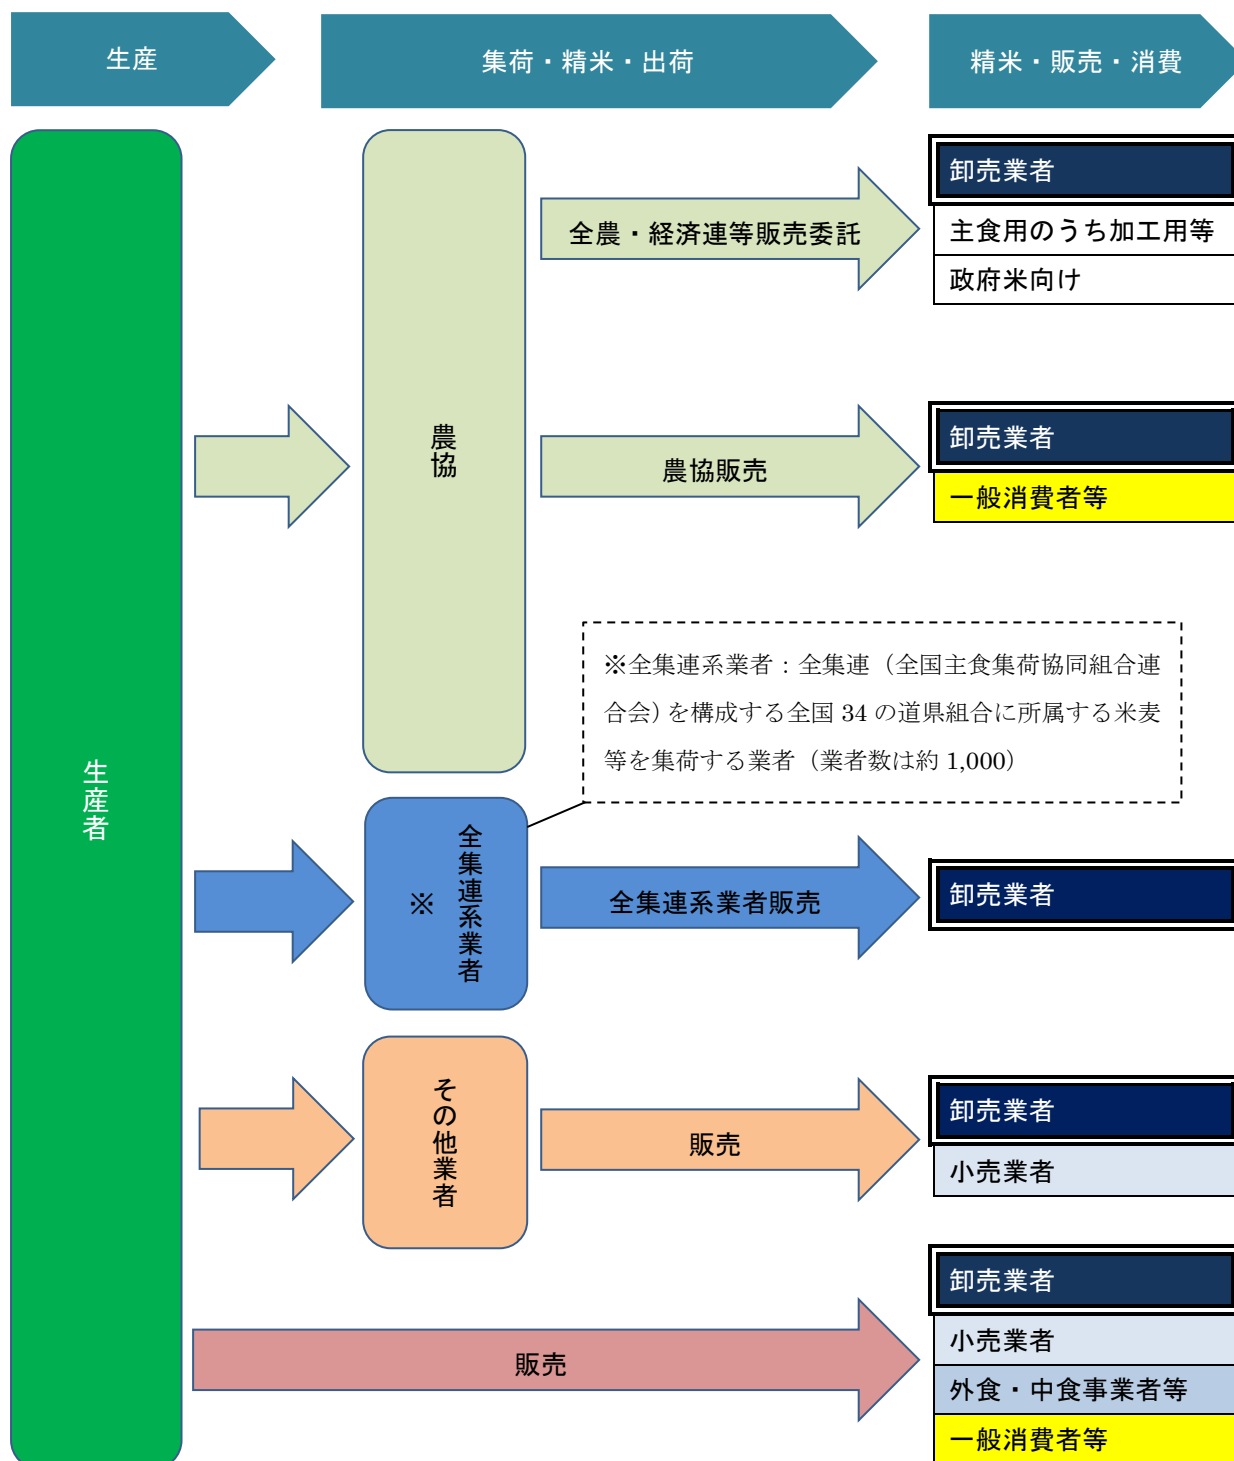 生産
集荷・精米・出荷
精米・販売・消費
生産者
農協
全農・経済連等販売委託
卸売業者
主食用のうち加工用等
政府米向け
農協販売
卸売業者
一般消費者等
※全集連系業者：全集連（全国主食集荷協同組合連
合会）を構成する全国 34 の道県組合に所属する米麦
等を集荷する業者（業者数は約 1,000）
全集連系業者
※
全集連系業者販売
卸売業者
その他業者
販売
卸売業者
小売業者
販売
卸売業者
小売業者
外食・中食事業者等
一般消費者等